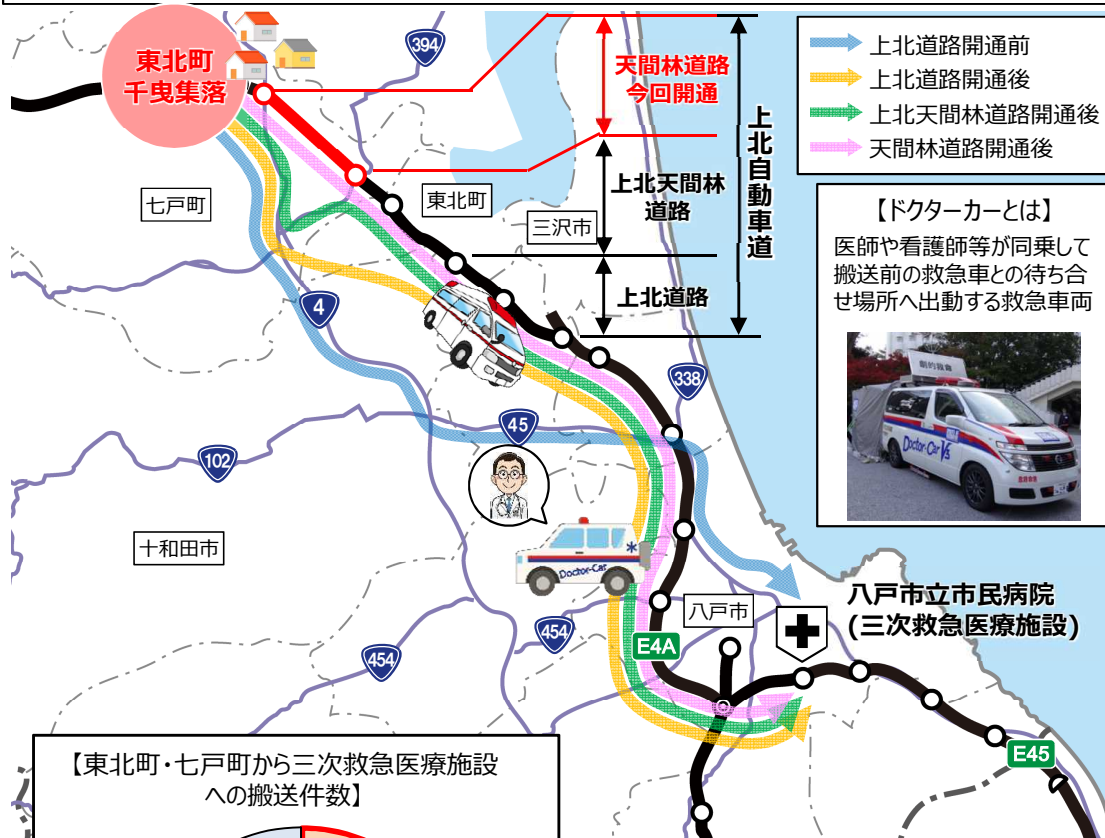 東北町
千曳集落
394
天間林道路
今回開通
上北自動車道
上北天間林
道路
上北道路
上北道路開通前
上北道路開通後
上北天間林道路開通後
天間林道路開通後
七戸町
東北町
三沢市
【ドクターカーとは】
医師や看護師等が同乗して
搬送前の救急車との待ち合
せ場所へ出動する救急車両
Doctor-Car V3
4
338
45
102
十和田市
Doctor-Car
八戸市立市民病院
(三次救急医療施設)
八戸市
454
454
E4A
E45
【東北町・七戸町から三次救急医療施設
への搬送件数】